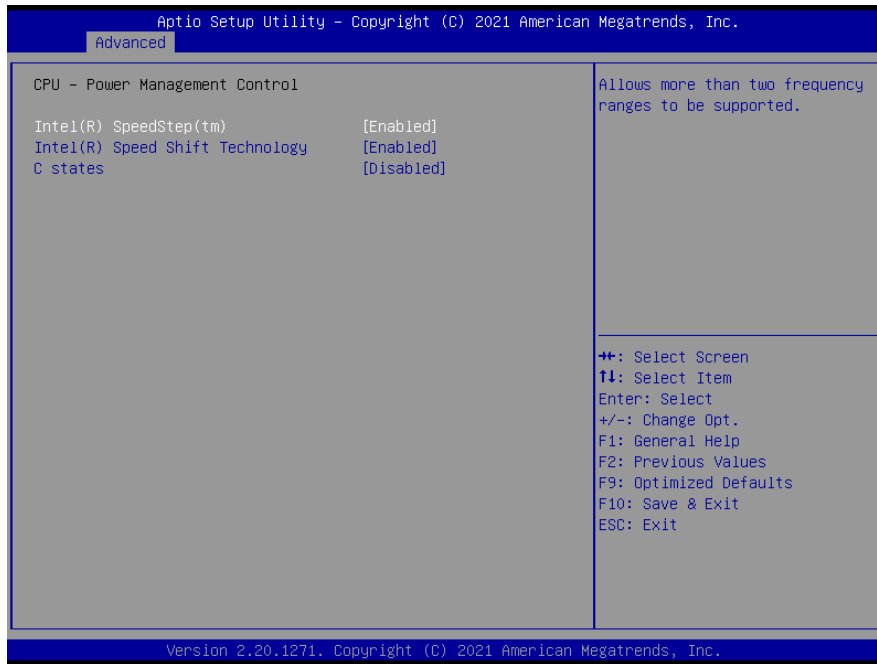 Aptio Setup Utility – Copyright (C) 2021 American Megatrends, Inc.
Advanced
CPU – Power Management Control
Intel(R) SpeedStep(tm) [Enabled]
Intel(R) Speed Shift Technology [Enabled]
C states [Disabled]
Allows more than two frequency
ranges to be supported.
→←: Select Screen
↑↓: Select Item
Enter: Select
+/-: Change Opt.
F1: General Help
F2: Previous Values
F9: Optimized Defaults
F10: Save & Exit
ESC: Exit
Version 2.20.1271. Copyright (C) 2021 American Megatrends, Inc.